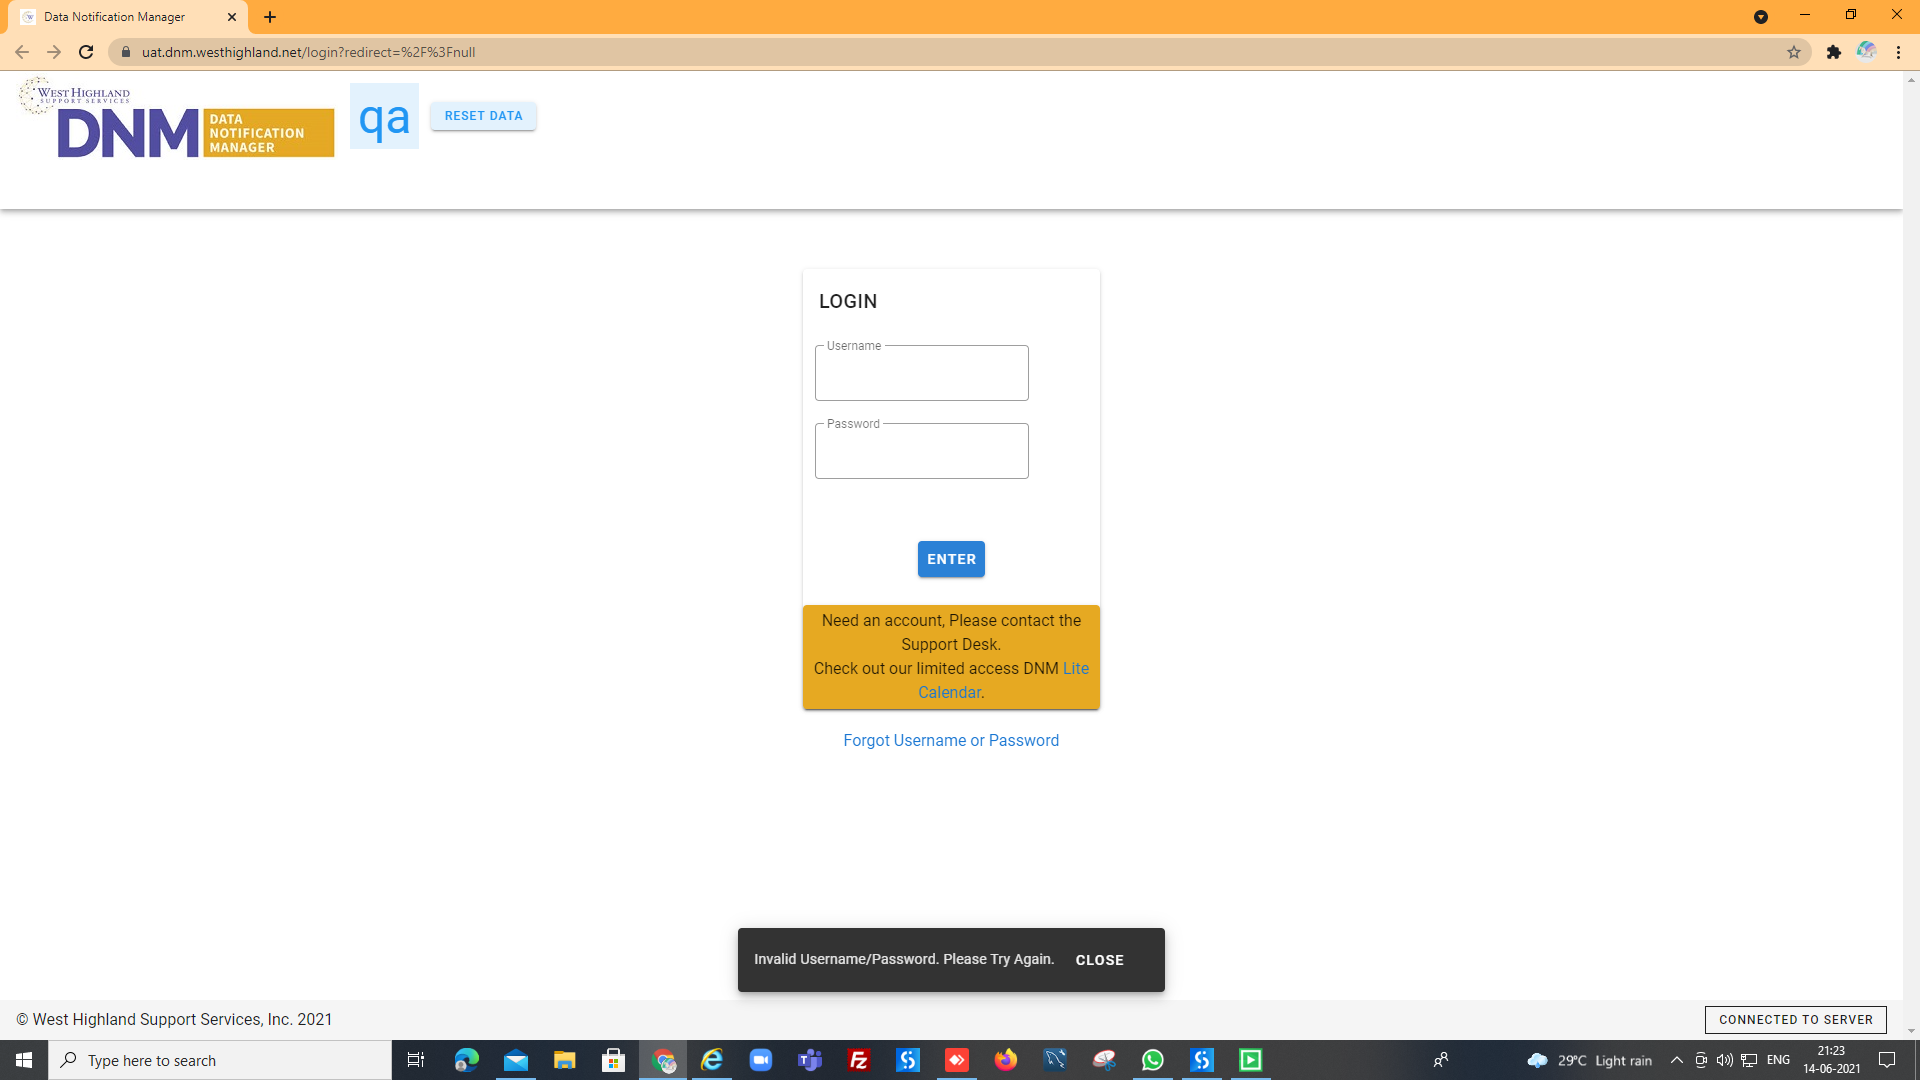 Data Notification Manager
uat.dnm.westhighland.net/login?redirect=%2F%3Fnull
WEST HIGHLAND
SUPPORT SERVICES
DNM
DATA
NOTIFICATION
MANAGER
qa
RESET DATA
LOGIN
Username
Password
ENTER
Need an account, Please contact the
Support Desk.
Check out our limited access DNM Lite
Calendar.
Forgot Username or Password
Invalid Username/Password. Please Try Again.
CLOSE
© West Highland Support Services, Inc. 2021
CONNECTED TO SERVER
Type here to search
29°C Light rain
ENG
21:23
14-06-2021